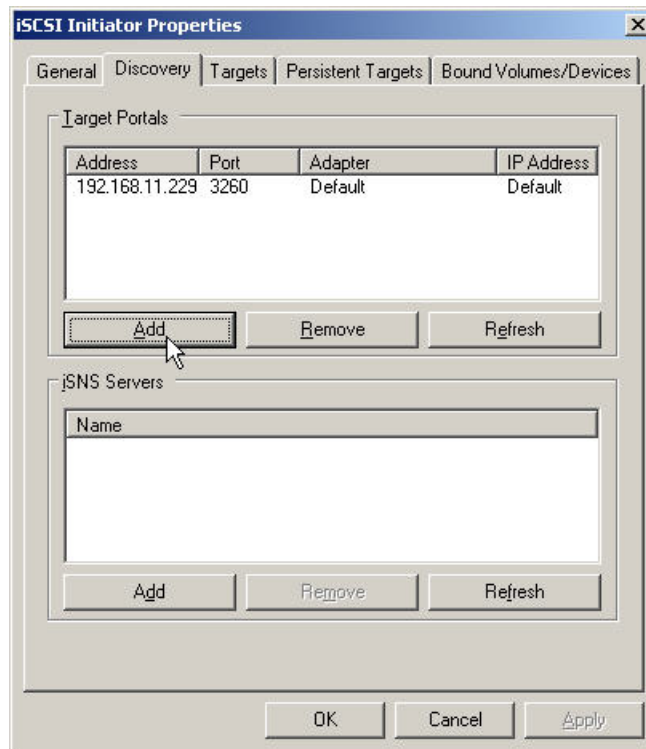 iSCSI Initiator Properties
General Discovery Targets Persistent Targets Bound Volumes/Devices
Target Portals
Address Port Adapter IP Address
192.168.11.229 3260 Default Default
Add Remove Refresh
iSNS Servers
Name
Add Remove Refresh
OK Cancel Apply